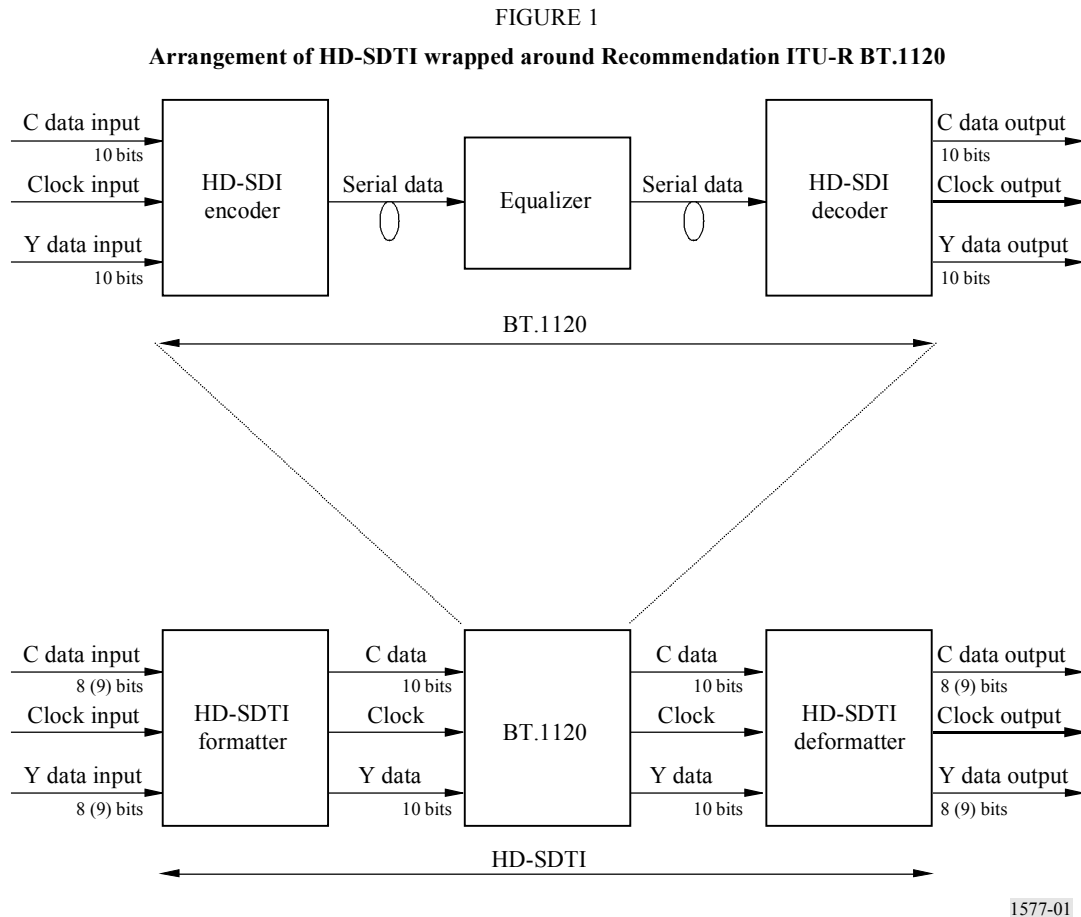 FIGURE 1
Arrangement of HD-SDTI wrapped around Recommendation ITU-R BT.1120
C data input
10 bits
Clock input
Y data input
10 bits
HD-SDI
encoder
Serial data
Equalizer
Serial data
HD-SDI
decoder
C data output
10 bits
Clock output
Y data output
10 bits
BT.1120
C data input
8 (9) bits
Clock input
Y data input
8 (9) bits
HD-SDTI
formatter
C data
10 bits
Clock
Y data
10 bits
BT.1120
C data
10 bits
Clock
Y data
10 bits
HD-SDTI
deformatter
C data output
8 (9) bits
Clock output
Y data output
8 (9) bits
HD-SDTI
1577-01